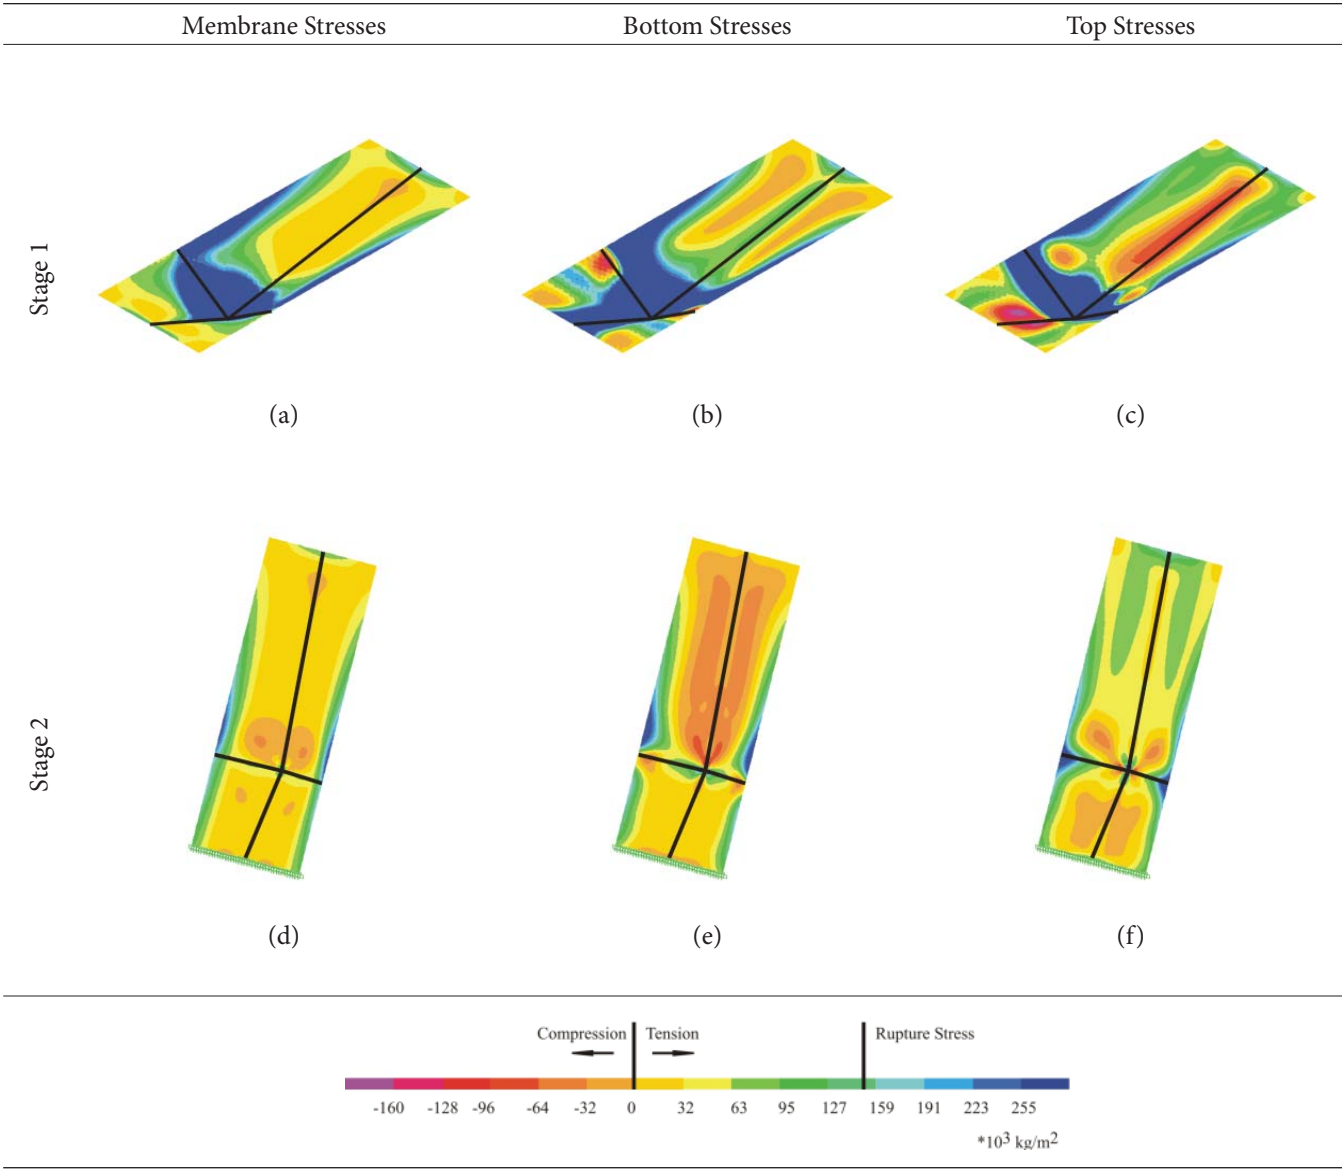 Membrane Stresses Bottom Stresses Top Stresses
Stage 1
(a) (b) (c)
Stage 2
(d) (e) (f)
Compression Tension Rupture Stress
-160 -128 -96 -64 -32 0 32 63 95 127 159 191 223 255
*10³ kg/m²